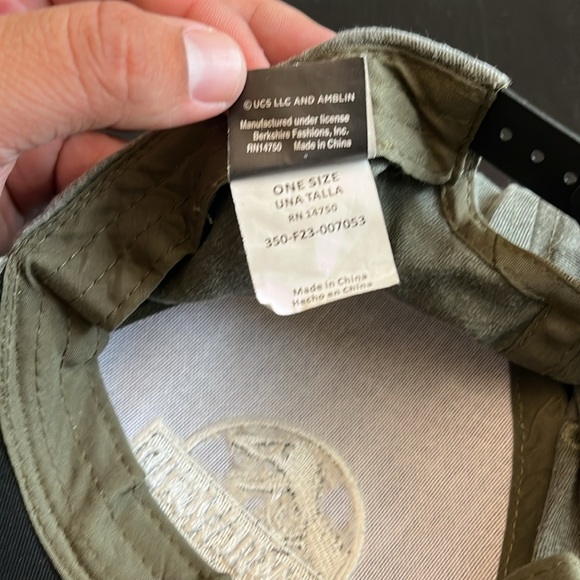 © UCS LLC AND AMBLIN
Manufactured under license
Berkshire Fashions, Inc.
RN14750 Made in China
ONE SIZE
UNA TALLA
RN 14750
350-F23-007053
Made in China
Hecho en China